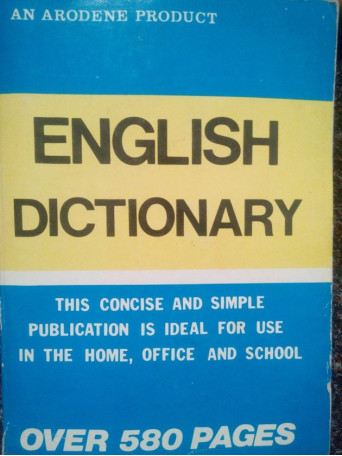 AN ARODENE PRODUCT
ENGLISH
DICTIONARY
THIS CONCISE AND SIMPLE
PUBLICATION IS IDEAL FOR USE
IN THE HOME, OFFICE AND SCHOOL
OVER 580 PAGES